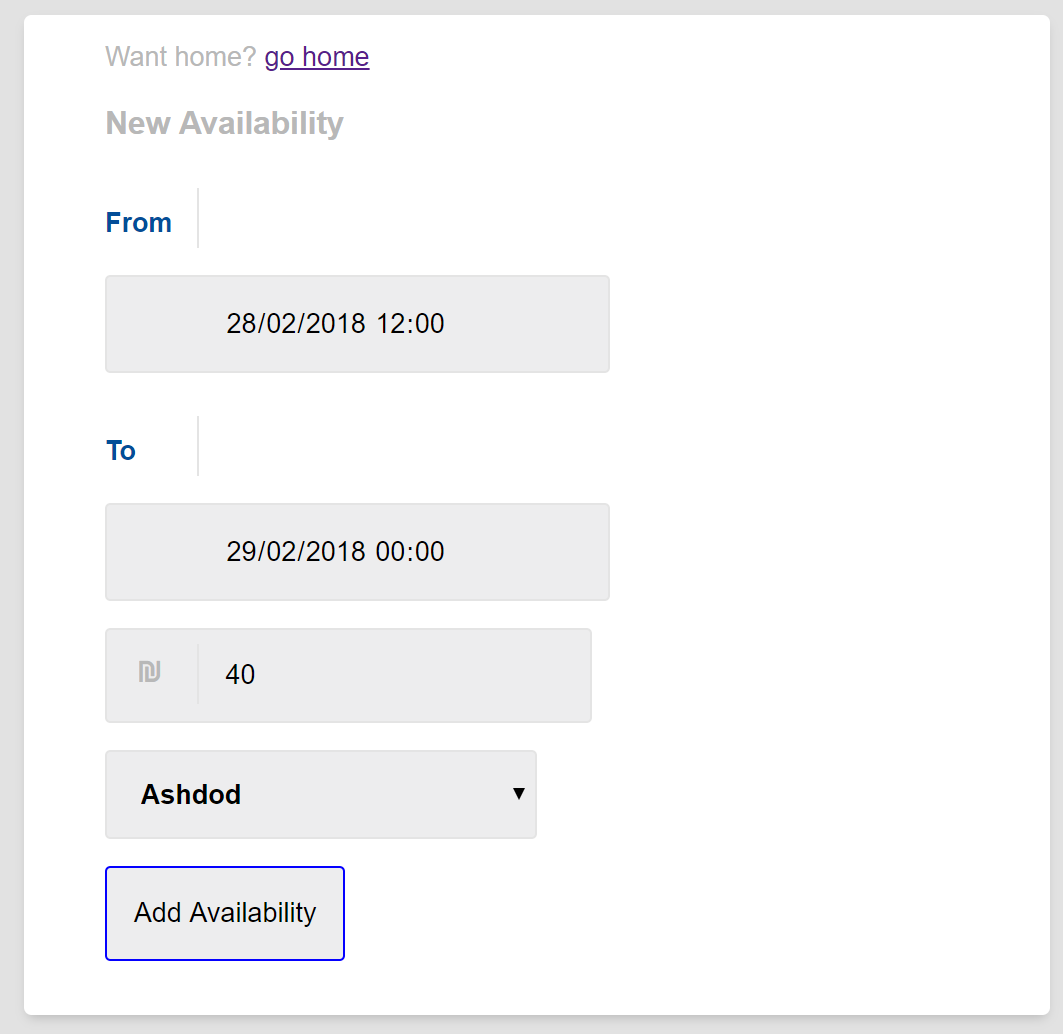 Want home? go home
New Availability
From
28/02/2018 12:00
To
29/02/2018 00:00
₪ 40
Ashdod ▼
Add Availability